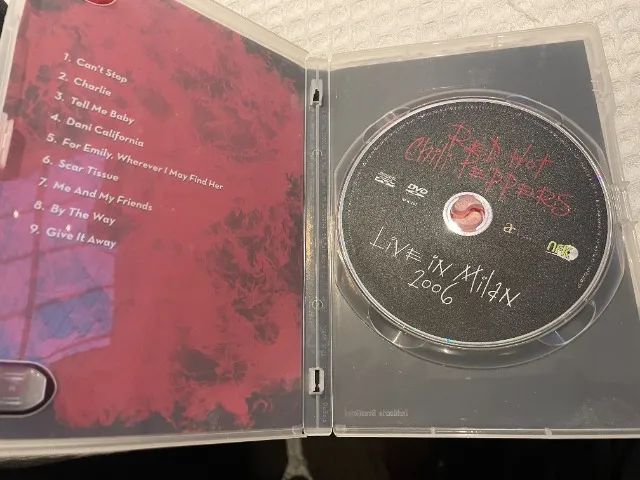 1. Can't Stop
2. Charlie
3. Tell Me Baby
4. Dani California
5. For Emily, Wherever I May Find Her
6. Scar Tissue
7. Me And My Friends
8. By The Way
9. Give It Away
RED HOT
CHILI PEPPERS
DVD
LIVE iN MilAN
2006